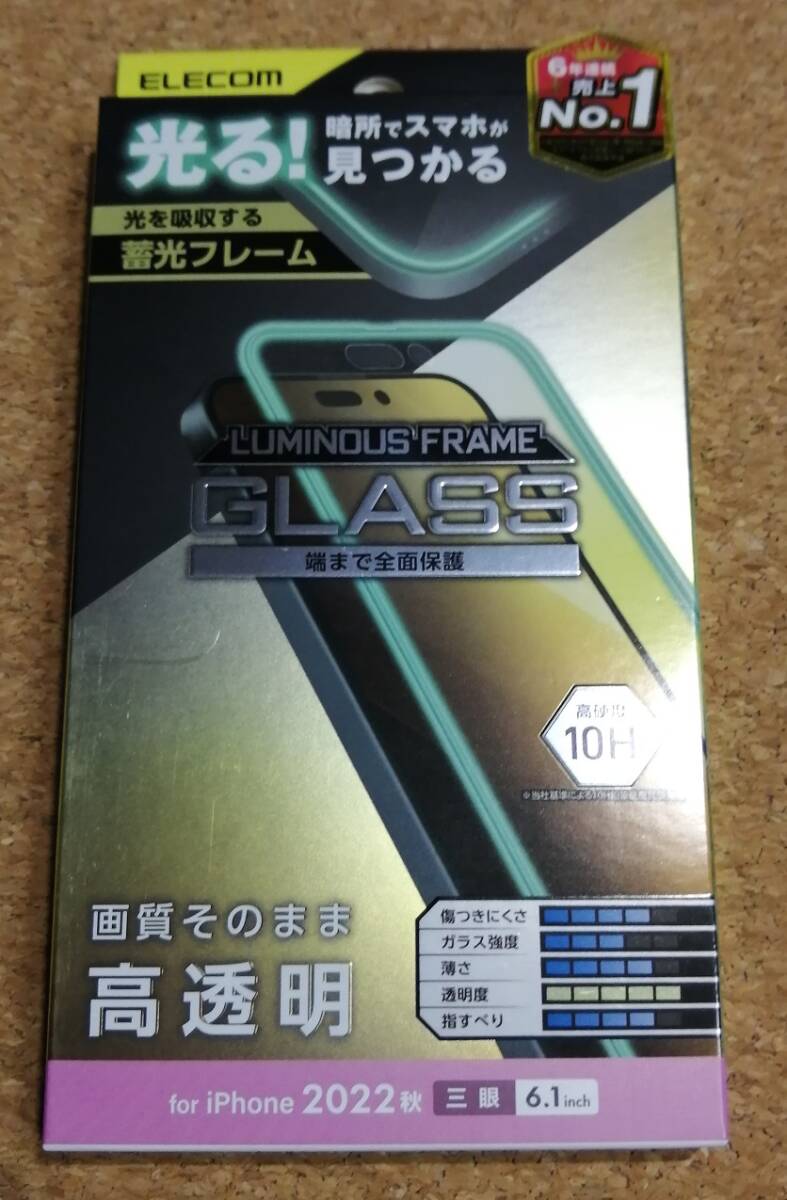 ELECOM
6年連続
売上
No.1
光る!
暗所でスマホが
見つかる
光を吸収する
蓄光フレーム
LUMINOUS FRAME
GLASS
端まで全面保護
高硬度
10H
画質そのまま
高透明
傷つきにくさ
ガラス強度
薄さ
透明度
指すべり
for iPhone 2022秋 三眼 6.1inch